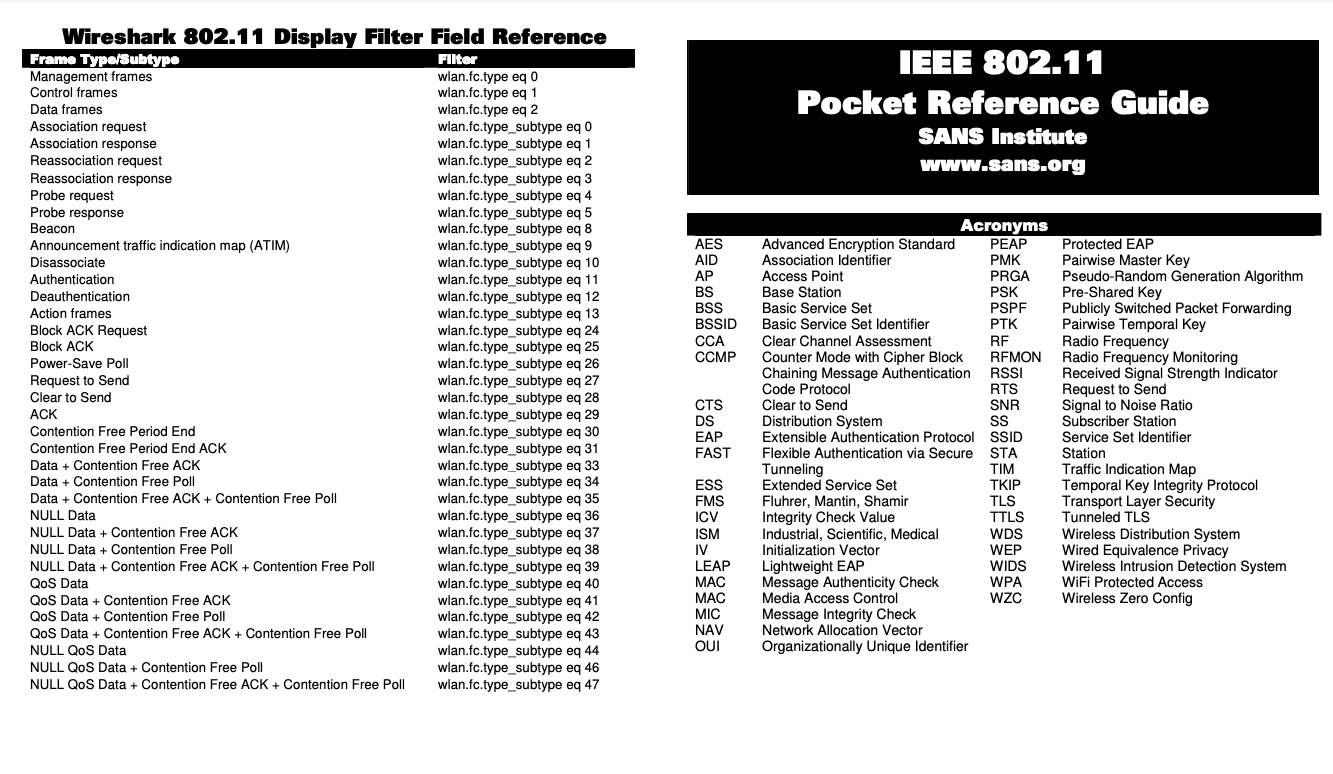 Wireshark 802.11 Display Filter Field Reference
Frame Type/Subtype Filter
Management frames wlan.fc.type eq 0
Control frames wlan.fc.type eq 1
Data frames wlan.fc.type eq 2
Association request wlan.fc.type_subtype eq 0
Association response wlan.fc.type_subtype eq 1
Reassociation request wlan.fc.type_subtype eq 2
Reassociation response wlan.fc.type_subtype eq 3
Probe request wlan.fc.type_subtype eq 4
Probe response wlan.fc.type_subtype eq 5
Beacon wlan.fc.type_subtype eq 8
Announcement traffic indication map (ATIM) wlan.fc.type_subtype eq 9
Disassociate wlan.fc.type_subtype eq 10
Authentication wlan.fc.type_subtype eq 11
Deauthentication wlan.fc.type_subtype eq 12
Action frames wlan.fc.type_subtype eq 13
Block ACK Request wlan.fc.type_subtype eq 24
Block ACK wlan.fc.type_subtype eq 25
Power-Save Poll wlan.fc.type_subtype eq 26
Request to Send wlan.fc.type_subtype eq 27
Clear to Send wlan.fc.type_subtype eq 28
ACK wlan.fc.type_subtype eq 29
Contention Free Period End wlan.fc.type_subtype eq 30
Contention Free Period End ACK wlan.fc.type_subtype eq 31
Data + Contention Free ACK wlan.fc.type_subtype eq 33
Data + Contention Free Poll wlan.fc.type_subtype eq 34
Data + Contention Free ACK + Contention Free Poll wlan.fc.type_subtype eq 35
NULL Data wlan.fc.type_subtype eq 36
NULL Data + Contention Free ACK wlan.fc.type_subtype eq 37
NULL Data + Contention Free Poll wlan.fc.type_subtype eq 38
NULL Data + Contention Free ACK + Contention Free Poll wlan.fc.type_subtype eq 39
QoS Data wlan.fc.type_subtype eq 40
QoS Data + Contention Free ACK wlan.fc.type_subtype eq 41
QoS Data + Contention Free Poll wlan.fc.type_subtype eq 42
QoS Data + Contention Free ACK + Contention Free Poll wlan.fc.type_subtype eq 43
NULL QoS Data wlan.fc.type_subtype eq 44
NULL QoS Data + Contention Free Poll wlan.fc.type_subtype eq 46
NULL QoS Data + Contention Free ACK + Contention Free Poll wlan.fc.type_subtype eq 47
IEEE 802.11
Pocket Reference Guide
SANS Institute
www.sans.org
Acronyms
AES Advanced Encryption Standard
AID Association Identifier
AP Access Point
BS Base Station
BSS Basic Service Set
BSSID Basic Service Set Identifier
CCA Clear Channel Assessment
CCMP Counter Mode with Cipher Block
Chaining Message Authentication
Code Protocol
CTS Clear to Send
DS Distribution System
EAP Extensible Authentication Protocol
FAST Flexible Authentication via Secure
Tunneling
ESS Extended Service Set
FMS Fluhrer, Mantin, Shamir
ICV Integrity Check Value
ISM Industrial, Scientific, Medical
IV Initialization Vector
LEAP Lightweight EAP
MAC Message Authenticity Check
MAC Media Access Control
MIC Message Integrity Check
NAV Network Allocation Vector
OUI Organizationally Unique Identifier
PEAP Protected EAP
PMK Pairwise Master Key
PRGA Pseudo-Random Generation Algorithm
PSK Pre-Shared Key
PSPF Publicly Switched Packet Forwarding
PTK Pairwise Temporal Key
RF Radio Frequency
RFMON Radio Frequency Monitoring
RSSI Received Signal Strength Indicator
RTS Request to Send
SNR Signal to Noise Ratio
SS Subscriber Station
SSID Service Set Identifier
STA Station
TIM Traffic Indication Map
TKIP Temporal Key Integrity Protocol
TLS Transport Layer Security
TTLS Tunneled TLS
WDS Wireless Distribution System
WEP Wired Equivalence Privacy
WIDS Wireless Intrusion Detection System
WPA WiFi Protected Access
WZC Wireless Zero Config